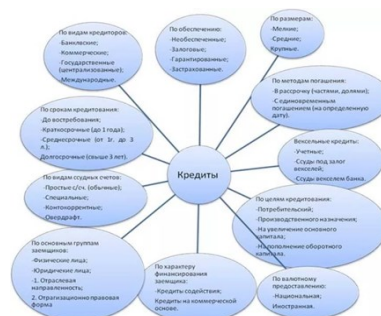 По видам кредиторов:
-Банковские;
-Коммерческие;
-Государственные
(централизованные);
-Международные.
По обеспечению:
-Необеспеченные;
-Залоговые;
-Гарантированные;
-Застрахованные.
По размерам:
-Мелкие;
-Средние;
Крупные.
По методам погашения:
-В рассрочку (частями, долями);
-С единовременным
погашением (на определенную
дату).
Вексельные кредиты:
-Учетные;
-Ссуды под залог
векселей;
Ссуды векселем банка.
По целям кредитования:
-Потребительский;
-Производственного назначения;
-На увеличение основного
капитала;
-На пополнение оборотного
капитала.
По валютному
предоставлению:
-Национальная;
Иностранная.
По характеру
финансирования
заемщика:
-Кредиты содействия;
Кредиты на коммерческой
основе.
По основным группам
заемщиков:
-Физические лица;
-Юридические лица;
-1. Отраслевая
направленность;
форма
По видам ссудных счетов:
-Простые с/сч. (обычные);
-Специальные;
-Контокоррентные;
-Овердрафт.
По срокам кредитования:
-До востребования;
-Краткосрочные (до 1 года);
-Среднесрочные (от 1г. др 3
л.);
Долгосрочные (свыше 3 лет).
Кредиты